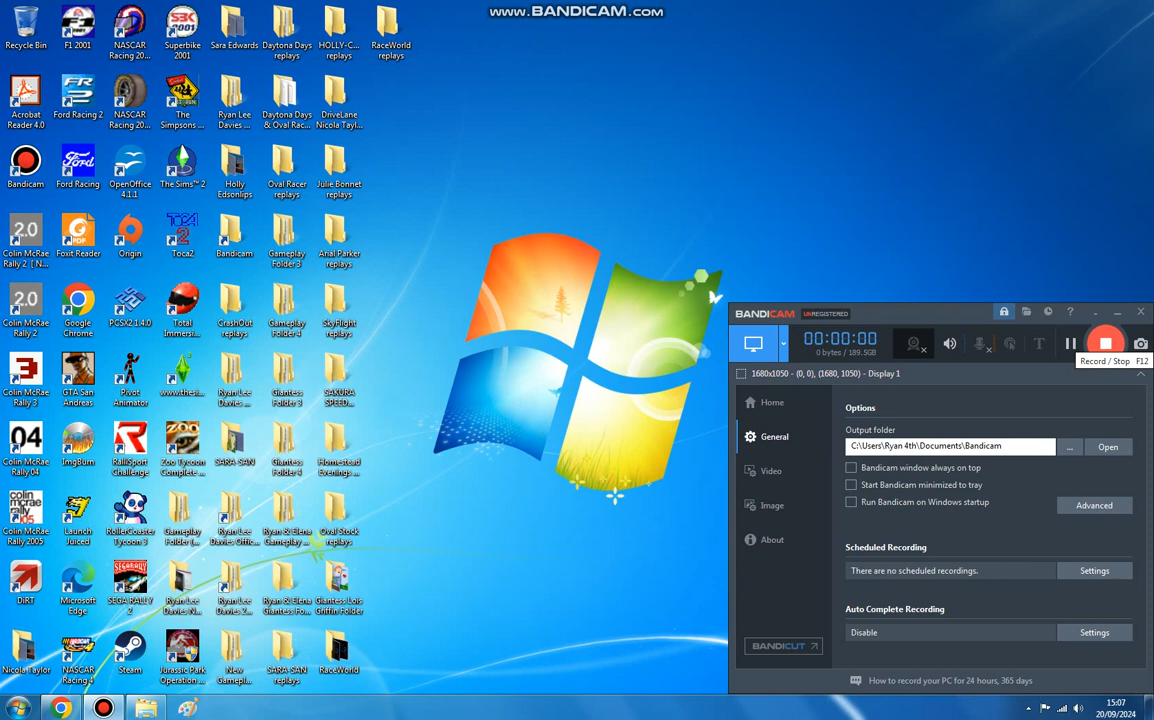 www.BANDICAM.com
Recycle Bin
F1 2001
NASCAR
Racing 20...
Superbike
2001
Sara Edwards
Daytona Days
replays
HOLLY-C...
replays
RaceWorld
replays
Acrobat
Reader 4.0
Ford Racing 2
NASCAR
Racing 20...
The
Simpsons ...
Ryan Lee
Davies ...
Daytona Days
& Oval Rac...
DriveLane
Nicola Tayl...
Bandicam
Ford Racing
OpenOffice
4.1.1
The Sims™ 2
Holly
Edsonlips
Oval Racer
replays
Julie Bonnet
replays
Colin McRae
Rally 2 [ N...
Foxit Reader
Origin
Toca2
Bandicam
Gameplay
Folder 3
Arial Parker
replays
Colin McRae
Rally 2
Google
Chrome
PCSX2.1.4.0
Total
Immersi...
CrashOut
replays
Gameplay
Folder 4
SkyFlight
replays
Colin McRae
Rally 3
GTA San
Andreas
Pivot
Animator
www.thesi...
Ryan Lee
Davies ...
Giantess
Folder 3
SAKURA
SPEED...
Colin McRae
Rally 04
ImgBurn
RalliSport
Challenge
Zoo Tycoon
Complete ...
SARA-SAN
Giantess
Folder 4
Homestead
Evenings ...
Colin McRae
Rally 2005
Launch
Juiced
RollerCoaster
Tycoon 3
Gameplay
Folder (...
Ryan Lee
Davies Offic...
Ryan & Elena
Gameplay ...
Oval Stock
replays
DiRT
Microsoft
Edge
SEGA RALLY
2
Ryan Lee
Davies N...
Ryan Lee
Davies 2...
Ryan & Elena
Giantess Fo...
Giantess Lois
Griffin Folder
Nicola Taylor
NASCAR
Racing 4
Steam
Jurassic Park
Operation ...
New
Gamepl...
SARA-SAN
replays
RaceWorld
BANDICAM UNREGISTERED
00:00:00
0 bytes / 189.5GB
Record / Stop F12
1680x1050 - (0, 0), (1680, 1050) - Display 1
Home
General
Video
Image
About
BANDICUT
Options
Output folder
C:\Users\Ryan 4th\Documents\Bandicam
...
Open
Bandicam window always on top
Start Bandicam minimized to tray
Run Bandicam on Windows startup
Advanced
Scheduled Recording
There are no scheduled recordings.
Settings
Auto Complete Recording
Disable
Settings
How to record your PC for 24 hours, 365 days
15:07
20/09/2024